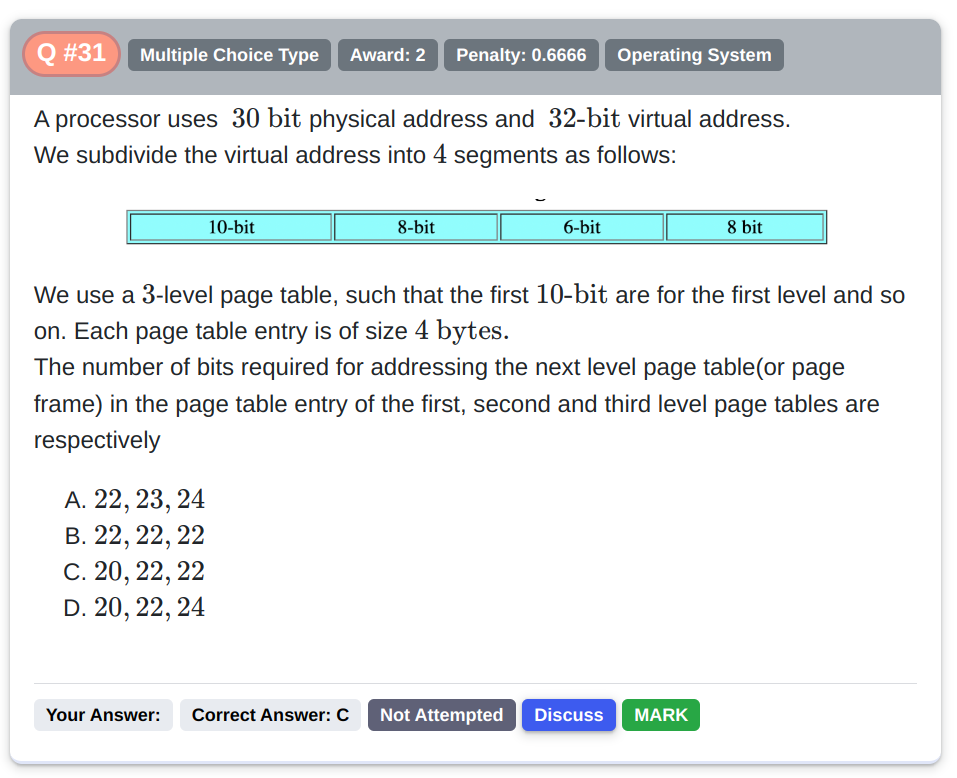 Q #31 Multiple Choice Type Award: 2 Penalty: 0.6666 Operating System
A processor uses 30 bit physical address and 32-bit virtual address.
We subdivide the virtual address into 4 segments as follows:
10-bit 8-bit 6-bit 8 bit
We use a 3-level page table, such that the first 10-bit are for the first level and so
on. Each page table entry is of size 4 bytes.
The number of bits required for addressing the next level page table(or page
frame) in the page table entry of the first, second and third level page tables are
respectively
A. 22, 23, 24
B. 22, 22, 22
C. 20, 22, 22
D. 20, 22, 24
Your Answer: Correct Answer: C Not Attempted Discuss MARK